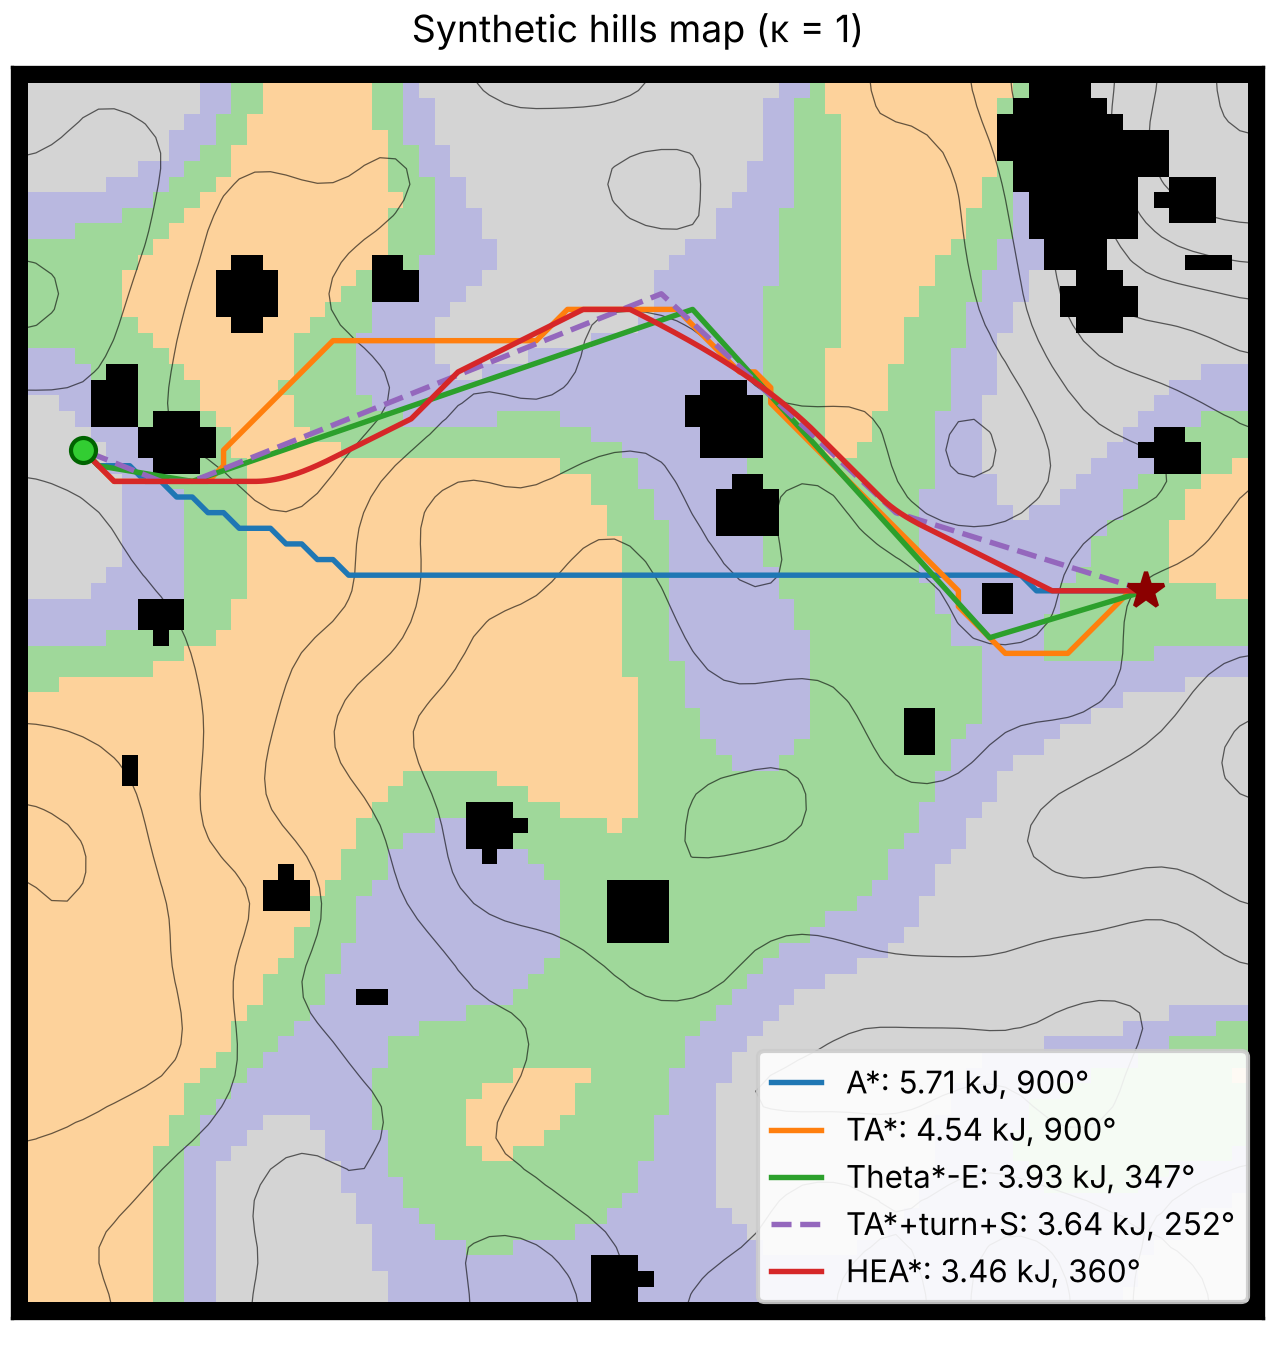 Synthetic hills map (κ = 1)
A*: 5.71 kJ, 900°
TA*: 4.54 kJ, 900°
Theta*-E: 3.93 kJ, 347°
TA*+turn+S: 3.64 kJ, 252°
HEA*: 3.46 kJ, 360°